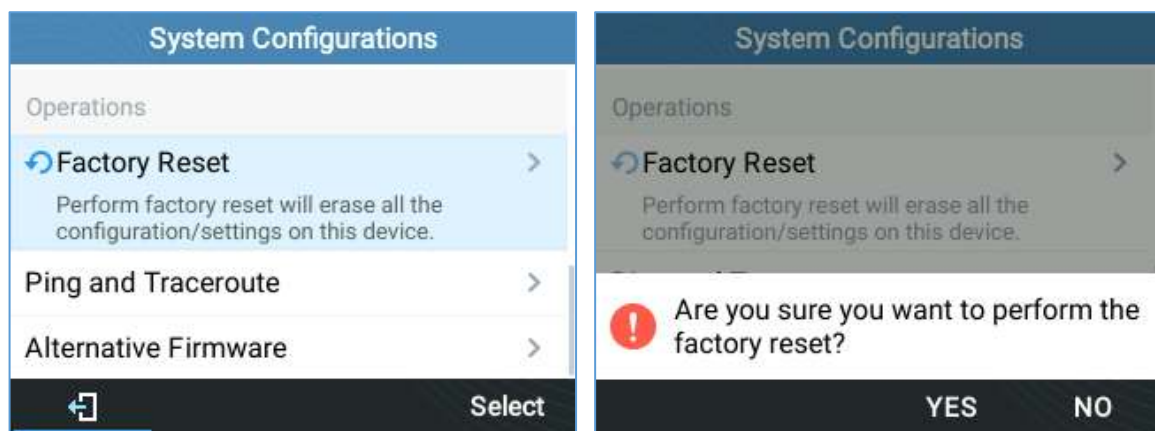 System Configurations
Operations
Factory Reset
Perform factory reset will erase all the
configuration/settings on this device.
Ping and Traceroute
Alternative Firmware
Select
System Configurations
Operations
Factory Reset
Perform factory reset will erase all the
configuration/settings on this device.
Are you sure you want to perform the
factory reset?
YES NO